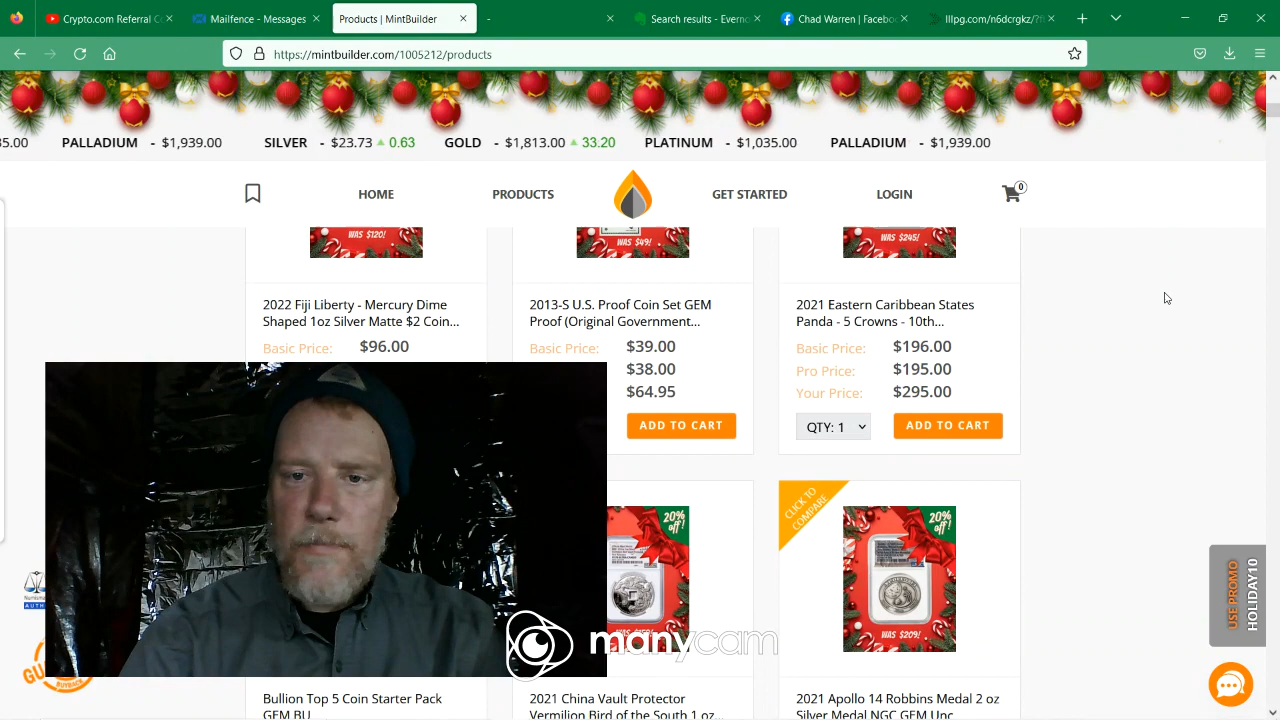 Crypto.com Referral Co
Mailfence - Messages
Products | MintBuilder
-
Search results - Everno
Chad Warren | Facebo
lllpg.com/n6dcrgkz/?f
https://mintbuilder.com/1005212/products
35.00 PALLADIUM - $1,939.00 SILVER - $23.73 0.63 GOLD - $1,813.00 33.20 PLATINUM - $1,035.00 PALLADIUM - $1,939.00
HOME PRODUCTS GET STARTED LOGIN 0
WAS $120!
WAS $49!
WAS $245!
2022 Fiji Liberty - Mercury Dime
Shaped 1oz Silver Matte $2 Coin...
Basic Price: $96.00
2013-S U.S. Proof Coin Set GEM
Proof (Original Government...
Basic Price: $39.00
$38.00
$64.95
ADD TO CART
2021 Eastern Caribbean States
Panda - 5 Crowns - 10th...
Basic Price: $196.00
Pro Price: $195.00
Your Price: $295.00
QTY: 1
ADD TO CART
20%
off!
CLICK TO
COMPARE
20%
off!
WAS $209!
USE PROMO
HOLIDAY10
manycam
Bullion Top 5 Coin Starter Pack
GEM BU
2021 China Vault Protector
Vermilion Bird of the South 1 oz...
2021 Apollo 14 Robbins Medal 2 oz
Silver Medal NGC GEM Unc